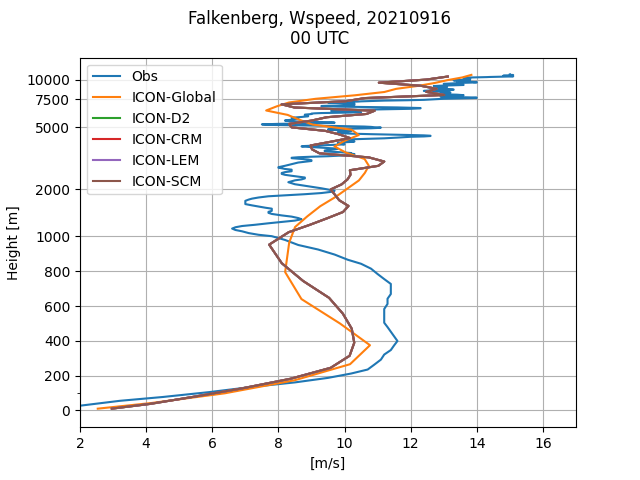 Falkenberg, Wspeed, 20210916
00 UTC
Obs
ICON-Global
ICON-D2
ICON-CRM
ICON-LEM
ICON-SCM
Height [m]
10000
7500
5000
2000
1000
800
600
400
200
0
2 4 6 8 10 12 14 16
[m/s]